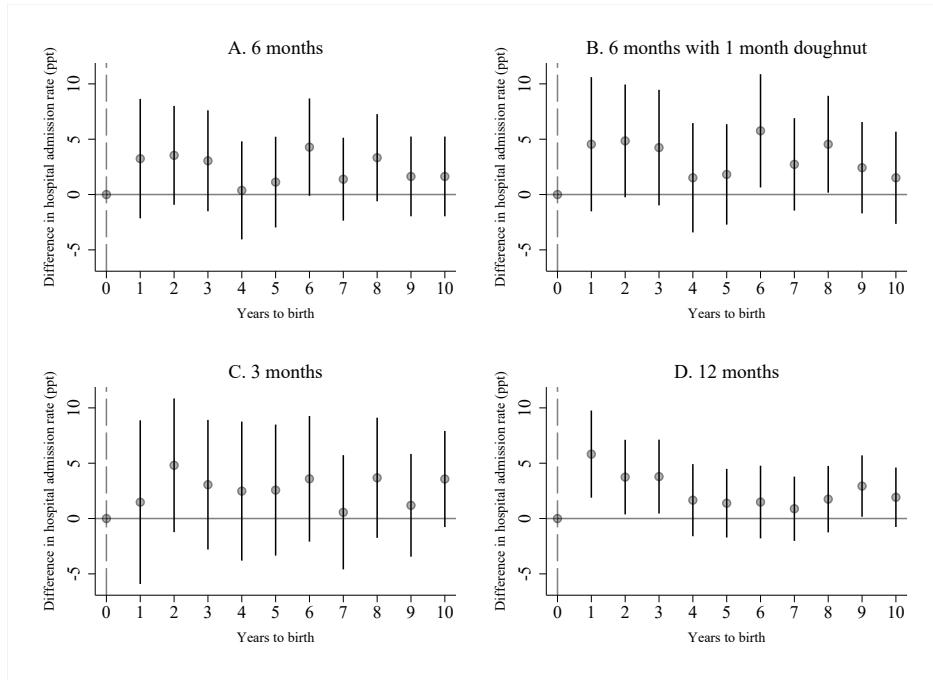 A. 6 months
Difference in hospital admission rate (ppt)
10
5
0
-5
0 1 2 3 4 5 6 7 8 9 10
Years to birth
B. 6 months with 1 month doughnut
Difference in hospital admission rate (ppt)
10
5
0
-5
0 1 2 3 4 5 6 7 8 9 10
Years to birth
C. 3 months
Difference in hospital admission rate (ppt)
10
5
0
-5
0 1 2 3 4 5 6 7 8 9 10
Years to birth
D. 12 months
Difference in hospital admission rate (ppt)
10
5
0
-5
0 1 2 3 4 5 6 7 8 9 10
Years to birth